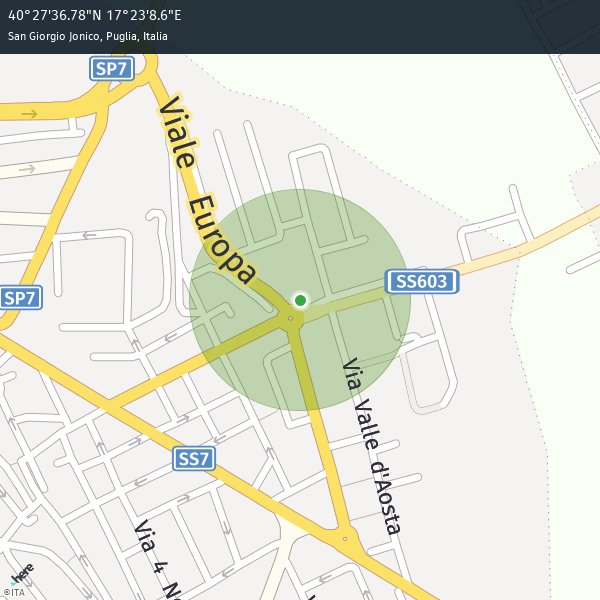 40°27'36.78"N 17°23'8.6"E
San Giorgio Jonico, Puglia, Italia
SP7
Viale Europa
SS603
SP7
Via Valle d'Aosta
SS7
Via 4 No
here
©ITA